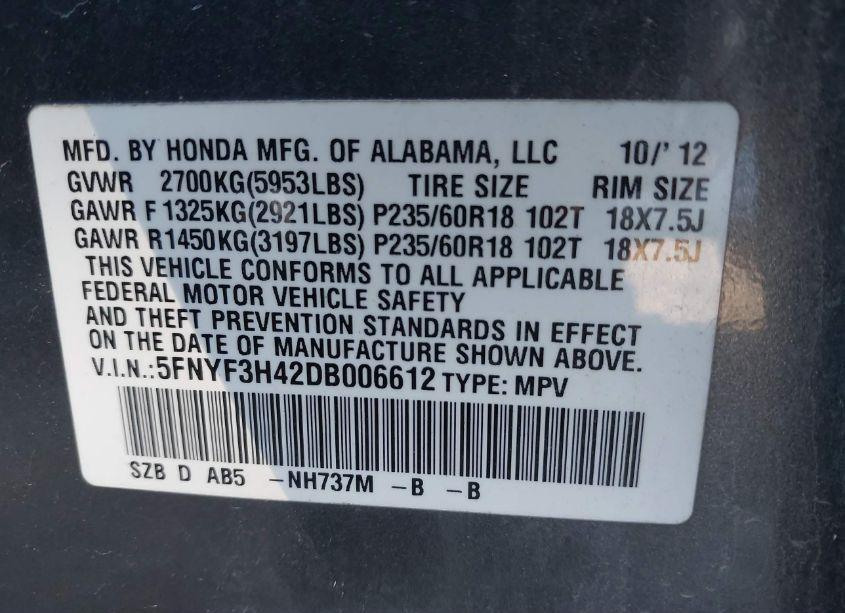 MFD. BY HONDA MFG. OF ALABAMA, LLC 10/' 12
GVWR 2700KG(5953LBS) TIRE SIZE RIM SIZE
GAWR F 1325KG(2921LBS) P235/60R18 102T 18X7.5J
GAWR R1450KG(3197LBS) P235/60R18 102T 18X7.5J
THIS VEHICLE CONFORMS TO ALL APPLICABLE
FEDERAL MOTOR VEHICLE SAFETY
AND THEFT PREVENTION STANDARDS IN EFFECT
ON THE DATE OF MANUFACTURE SHOWN ABOVE.
V.I.N.:5FNYF3H42DB006612 TYPE: MPV
SZB D AB5 -NH737M -B -B